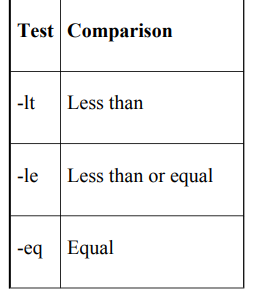 Test Comparison
-lt Less than
-le Less than or equal
-eq Equal